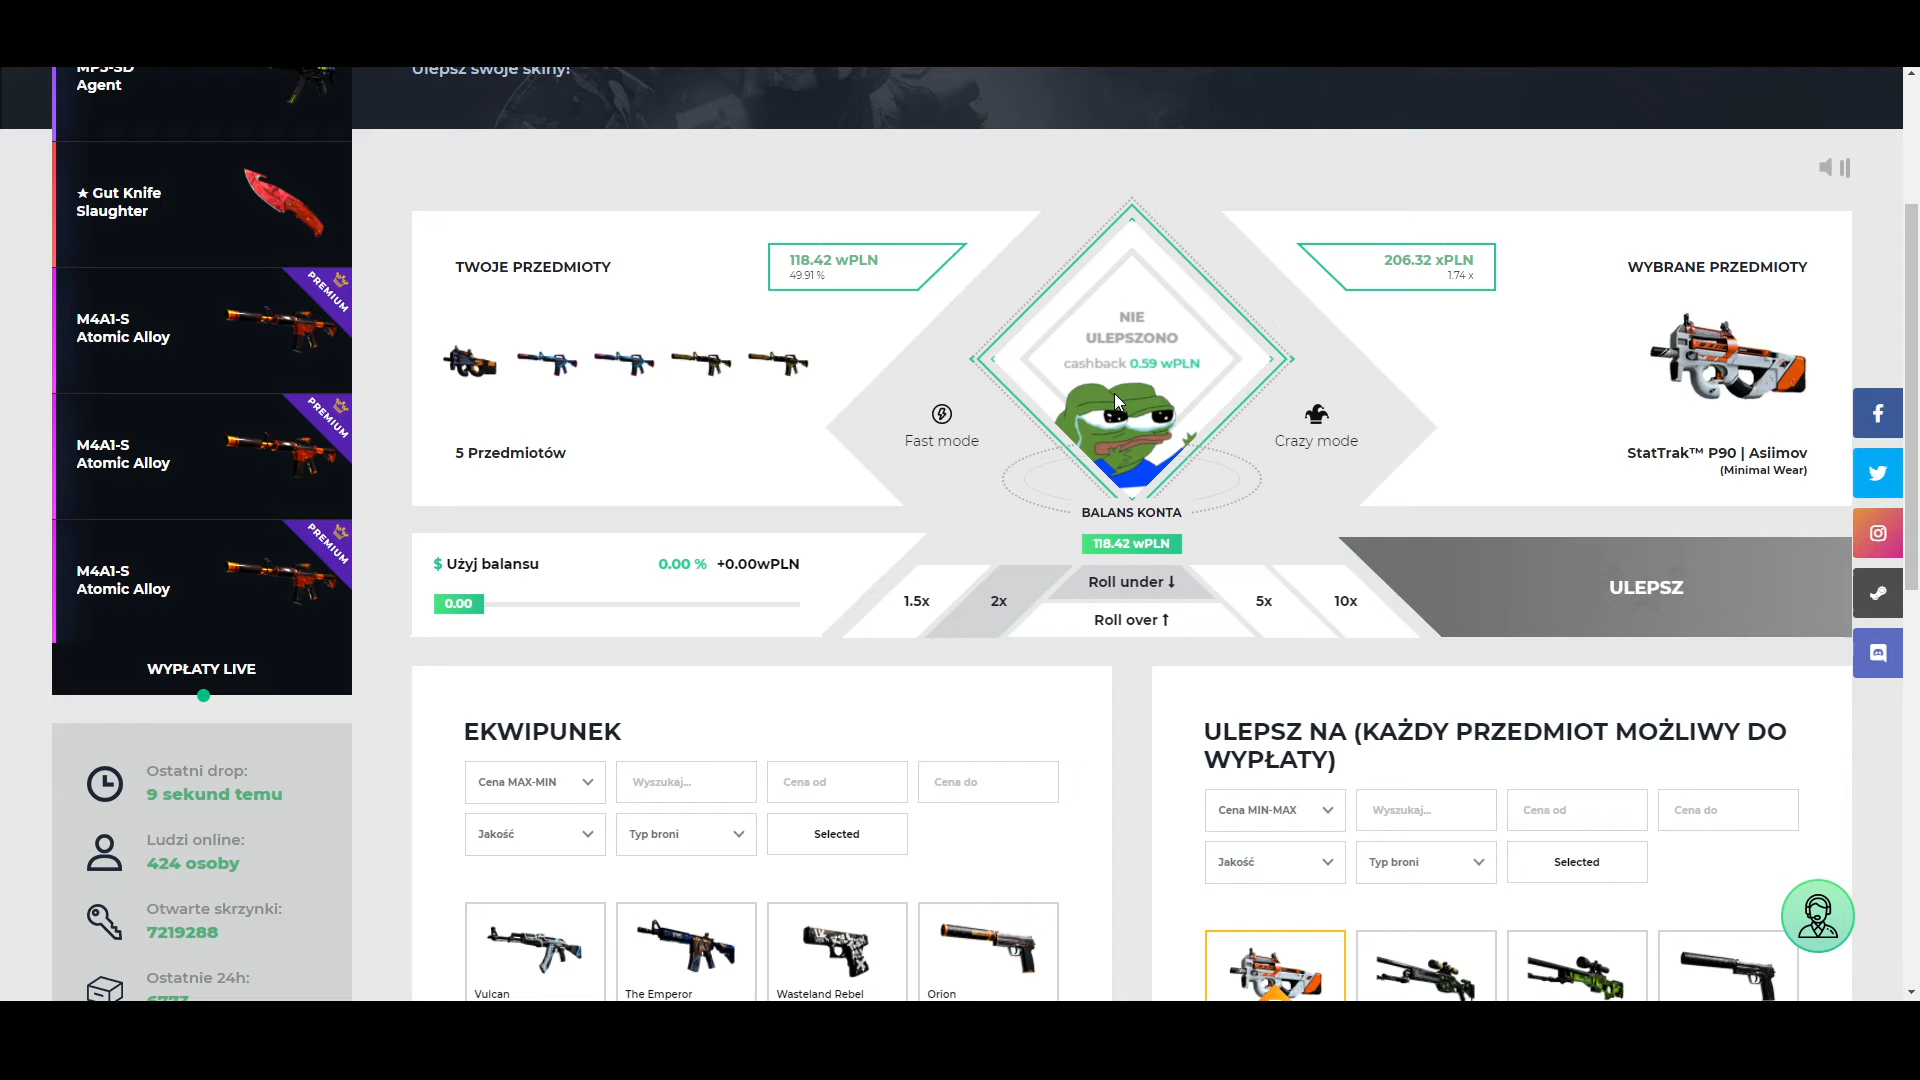 MP5-SD
Agent
★ Gut Knife
Slaughter
PREMIUM
M4A1-S
Atomic Alloy
PREMIUM
M4A1-S
Atomic Alloy
PREMIUM
M4A1-S
Atomic Alloy
WYPŁATY LIVE
Ostatni drop:
9 sekund temu
Ludzi online:
424 osoby
Otwarte skrzynki:
7219288
Ostatnie 24h:
Ulepsz swoje skiny!
TWOJE PRZEDMIOTY
118.42 wPLN
49.91 %
5 Przedmiotów
Fast mode
NIE
ULEPSZONO
cashback 0.59 wPLN
206.32 xPLN
1.74 x
WYBRANE PRZEDMIOTY
Crazy mode
StatTrak™ P90 | Asiimov
(Minimal Wear)
BALANS KONTA
118.42 wPLN
$ Użyj balansu
0.00 % +0.00wPLN
0.00
1.5x
2x
Roll under ↓
Roll over ↑
5x
10x
ULEPSZ
EKWIPUNEK
Cena MAX-MIN
Wyszukaj...
Cena od
Cena do
Jakość
Typ broni
Selected
Vulcan
The Emperor
Wasteland Rebel
Orion
ULEPSZ NA (KAŻDY PRZEDMIOT MOŻLIWY DO
WYPŁATY)
Cena MIN-MAX
Wyszukaj...
Cena od
Cena do
Jakość
Typ broni
Selected